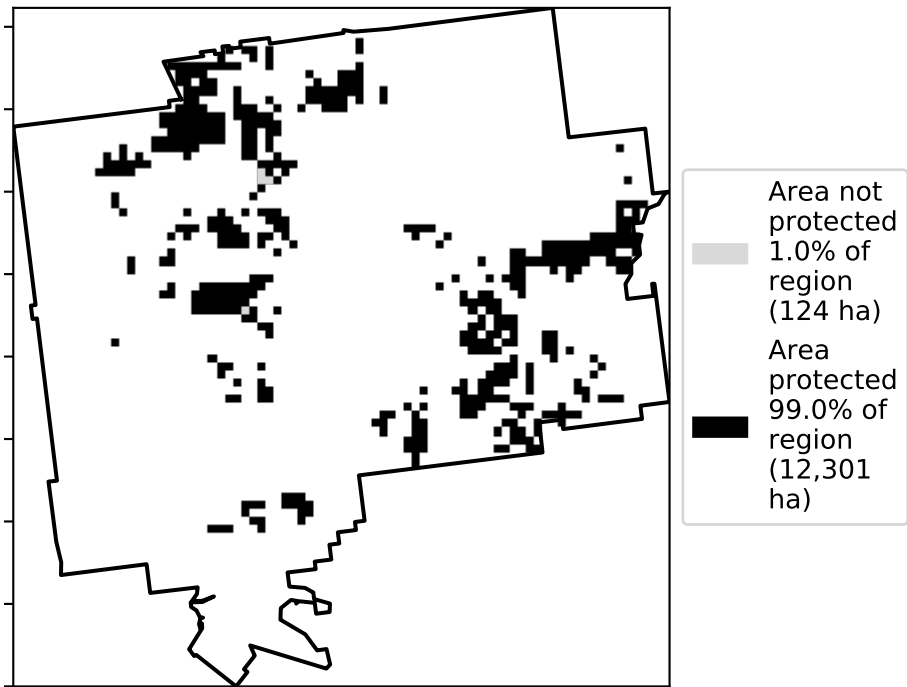 Area not
protected
1.0% of
region
(124 ha)
Area
protected
99.0% of
region
(12,301
ha)